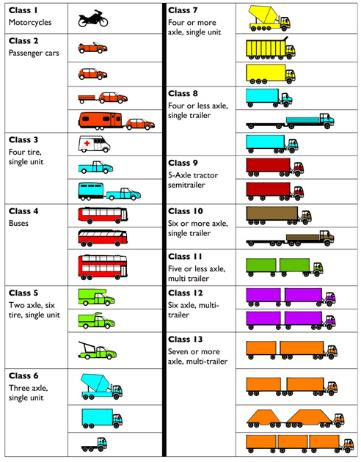 Class 1
Motorcycles
Class 2
Passenger cars
Class 3
Four tire,
single unit
Class 4
Buses
Class 5
Two axle, six
tire, single unit
Class 6
Three axle,
single unit
Class 7
Four or more
axle, single unit
Class 8
Four or less axle,
single trailer
Class 9
5-Axle tractor
semitrailer
Class 10
Six or more axle,
single trailer
Class 11
Five or less axle,
multi trailer
Class 12
Six axle, multi-
trailer
Class 13
Seven or more
axle, multi-trailer